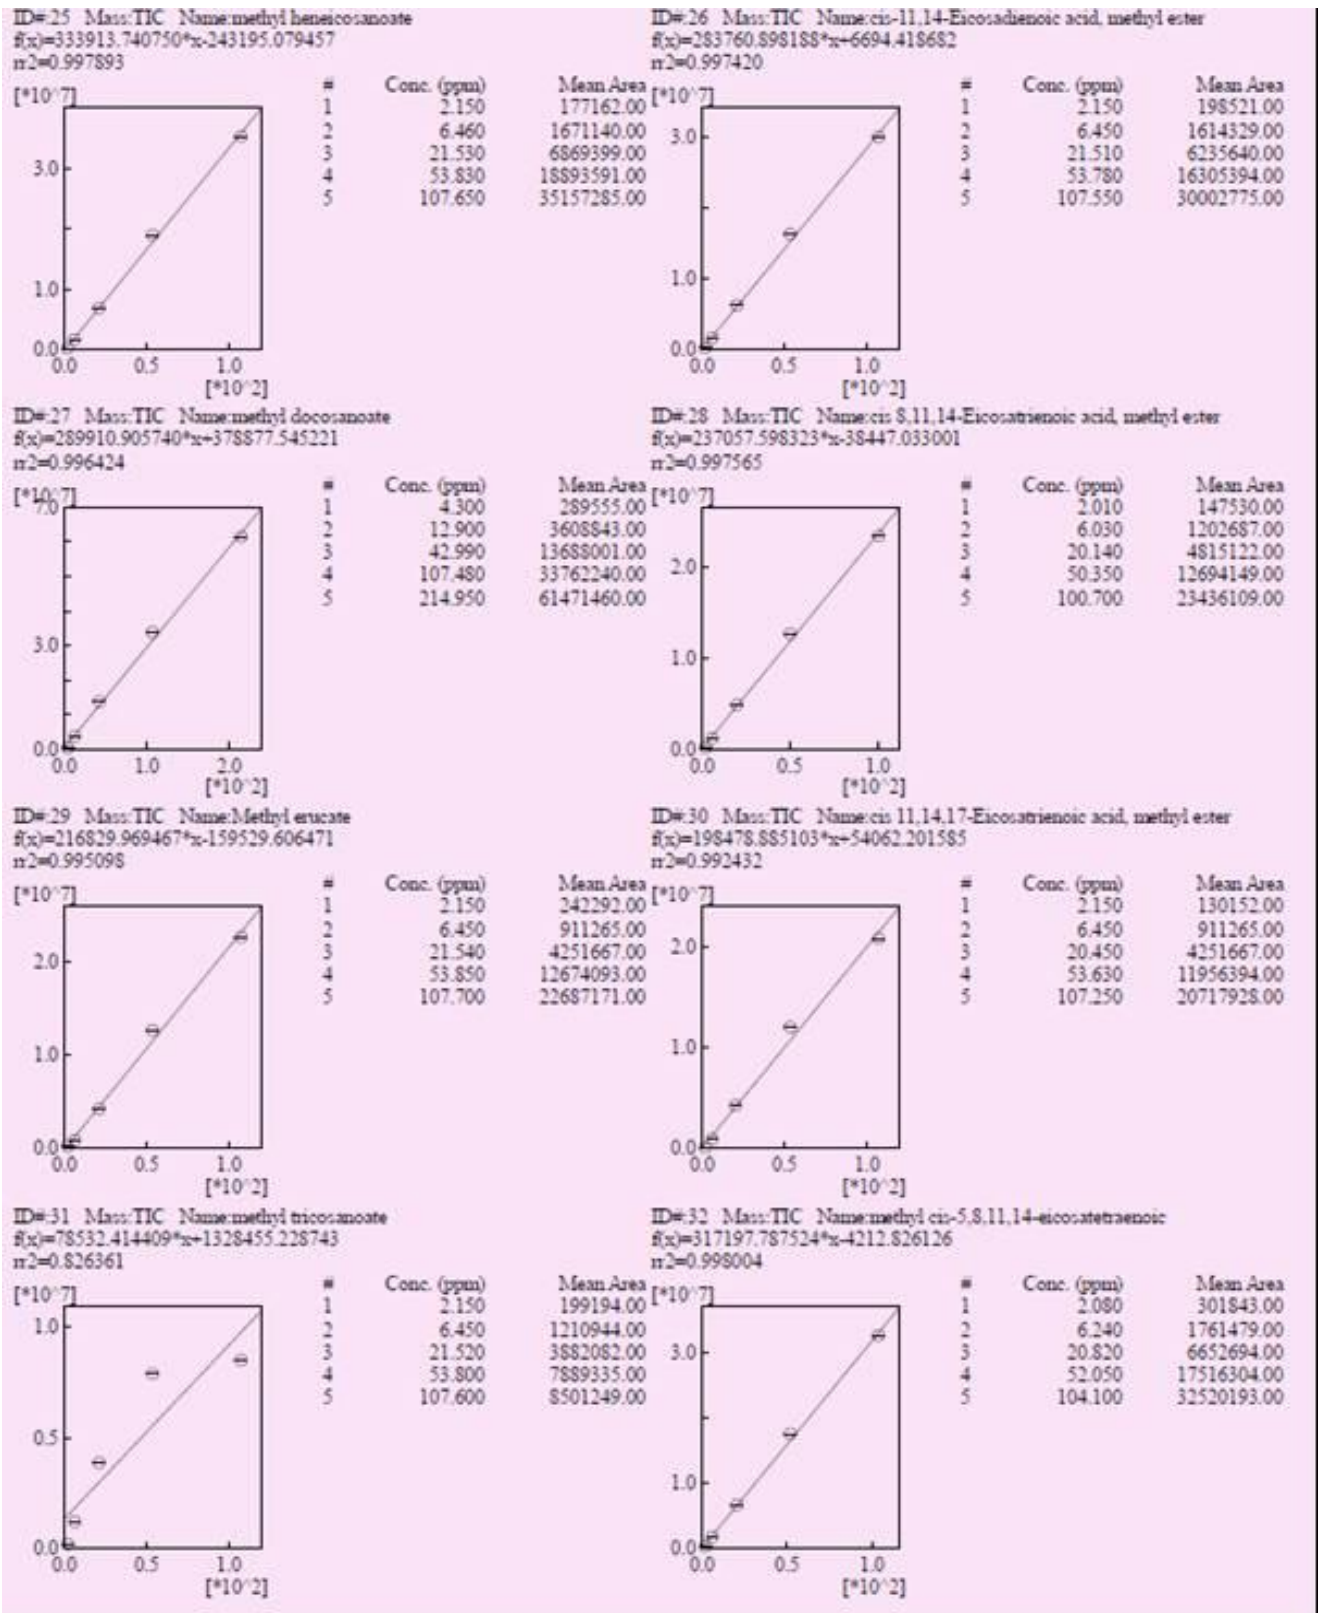 ID#:25 Mass:TIC Name:methyl heneicosanoate
f(x)=333913.740750*x-243195.079457
rr2=0.997893
[*10^7]
# Conc. (ppm) Mean Area
1 2.150 177162.00
2 6.460 1671140.00
3 21.530 6869399.00
4 53.830 18893591.00
5 107.650 35157285.00
3.0
1.0
0.0
0.0 0.5 1.0
[*10^2]
ID#:26 Mass:TIC Name:cis-11,14-Eicosadienoic acid, methyl ester
f(x)=283760.898188*x+6694.418682
rr2=0.997420
[*10^7]
# Conc. (ppm) Mean Area
1 2.150 198521.00
2 6.450 1614329.00
3 21.510 6235640.00
4 53.780 16305394.00
5 107.550 30002775.00
3.0
1.0
0.0
0.0 0.5 1.0
[*10^2]
ID#:27 Mass:TIC Name:methyl docosanoate
f(x)=289910.905740*x+378877.545221
rr2=0.996424
[*10^7]
# Conc. (ppm) Mean Area
1 4.300 289555.00
2 12.900 3608843.00
3 42.990 13688001.00
4 107.480 33762240.00
5 214.950 61471460.00
7.0
3.0
0.0
0.0 1.0 2.0
[*10^2]
ID#:28 Mass:TIC Name:cis 8,11,14-Eicosatrienoic acid, methyl ester
f(x)=237057.598323*x-38447.033001
rr2=0.997565
[*10^7]
# Conc. (ppm) Mean Area
1 2.010 147530.00
2 6.030 1202687.00
3 20.140 4815122.00
4 50.350 12694149.00
5 100.700 23436109.00
2.0
1.0
0.0
0.0 0.5 1.0
[*10^2]
ID#:29 Mass:TIC Name:Methyl erucate
f(x)=216829.969467*x-159529.606471
rr2=0.995098
[*10^7]
# Conc. (ppm) Mean Area
1 2.150 242292.00
2 6.450 911265.00
3 21.540 4251667.00
4 53.850 12674093.00
5 107.700 22687171.00
2.0
1.0
0.0
0.0 0.5 1.0
[*10^2]
ID#:30 Mass:TIC Name:cis 11,14,17-Eicosatrienoic acid, methyl ester
f(x)=198478.885103*x+54062.201585
rr2=0.992432
[*10^7]
# Conc. (ppm) Mean Area
1 2.150 130152.00
2 6.450 911265.00
3 20.450 4251667.00
4 53.630 11956394.00
5 107.250 20717928.00
2.0
1.0
0.0
0.0 0.5 1.0
[*10^2]
ID#:31 Mass:TIC Name:methyl tricosanoate
f(x)=78532.414409*x+1328455.228743
rr2=0.826361
[*10^7]
# Conc. (ppm) Mean Area
1 2.150 199194.00
2 6.450 1210944.00
3 21.520 3882082.00
4 53.800 7889335.00
5 107.600 8501249.00
1.0
0.5
0.0
0.0 0.5 1.0
[*10^2]
ID#:32 Mass:TIC Name:methyl cis-5,8,11,14-eicosatetraenoic
f(x)=317197.787524*x-4212.826126
rr2=0.998004
[*10^7]
# Conc. (ppm) Mean Area
1 2.080 301843.00
2 6.240 1761479.00
3 20.820 6652694.00
4 52.050 17516304.00
5 104.100 32520193.00
3.0
1.0
0.0
0.0 0.5 1.0
[*10^2]